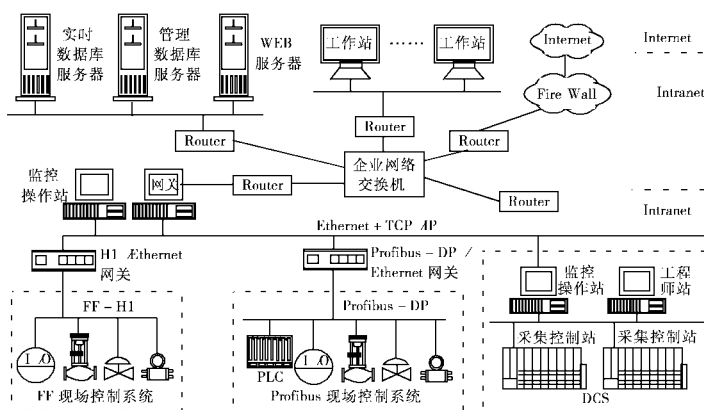 实时
数据库
服务器
管理
数据库
服务器
WEB
服务器
工作站
……
工作站
Internet
Internet
Fire Wall
Intranet
Router
Router
Router
企业网络
交换机
监控
操作站
网关
Router
Router
Intranet
Ethernet + TCP /IP
H1 /Ethernet
网关
Profibus - DP /
Ethernet 网关
监控
操作站
工程
师站
FF - H1
Profibus - DP
采集控制站
采集控制站
I /O
PLC
I /O
FF 现场控制系统
Profibus 现场控制系统
DCS